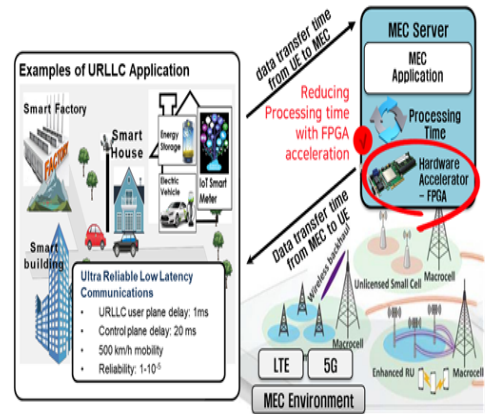 Examples of URLLC Application
Smart Factory
FACTORY
Smart
House
Energy
Storage
IoT Smart
Meter
Electric
Vehicle
Smart
building
Ultra Reliable Low Latency
Communications
• URLLC user plane delay: 1ms
• Control plane delay: 20 ms
• 500 km/h mobility
• Reliability: 1-10-5
data transfer time
from UE to MEC
Reducing
Processing time
with FPGA
acceleration
Data transfer time
from MEC to UE
MEC Server
MEC
Application
Processing
Time
Hardware
Accelerator
– FPGA
Unlicensed Small Cell
Macrocell
Wireless backhaul
Macrocell
Enhanced RU
Macrocell
LTE
5G
MEC Environment